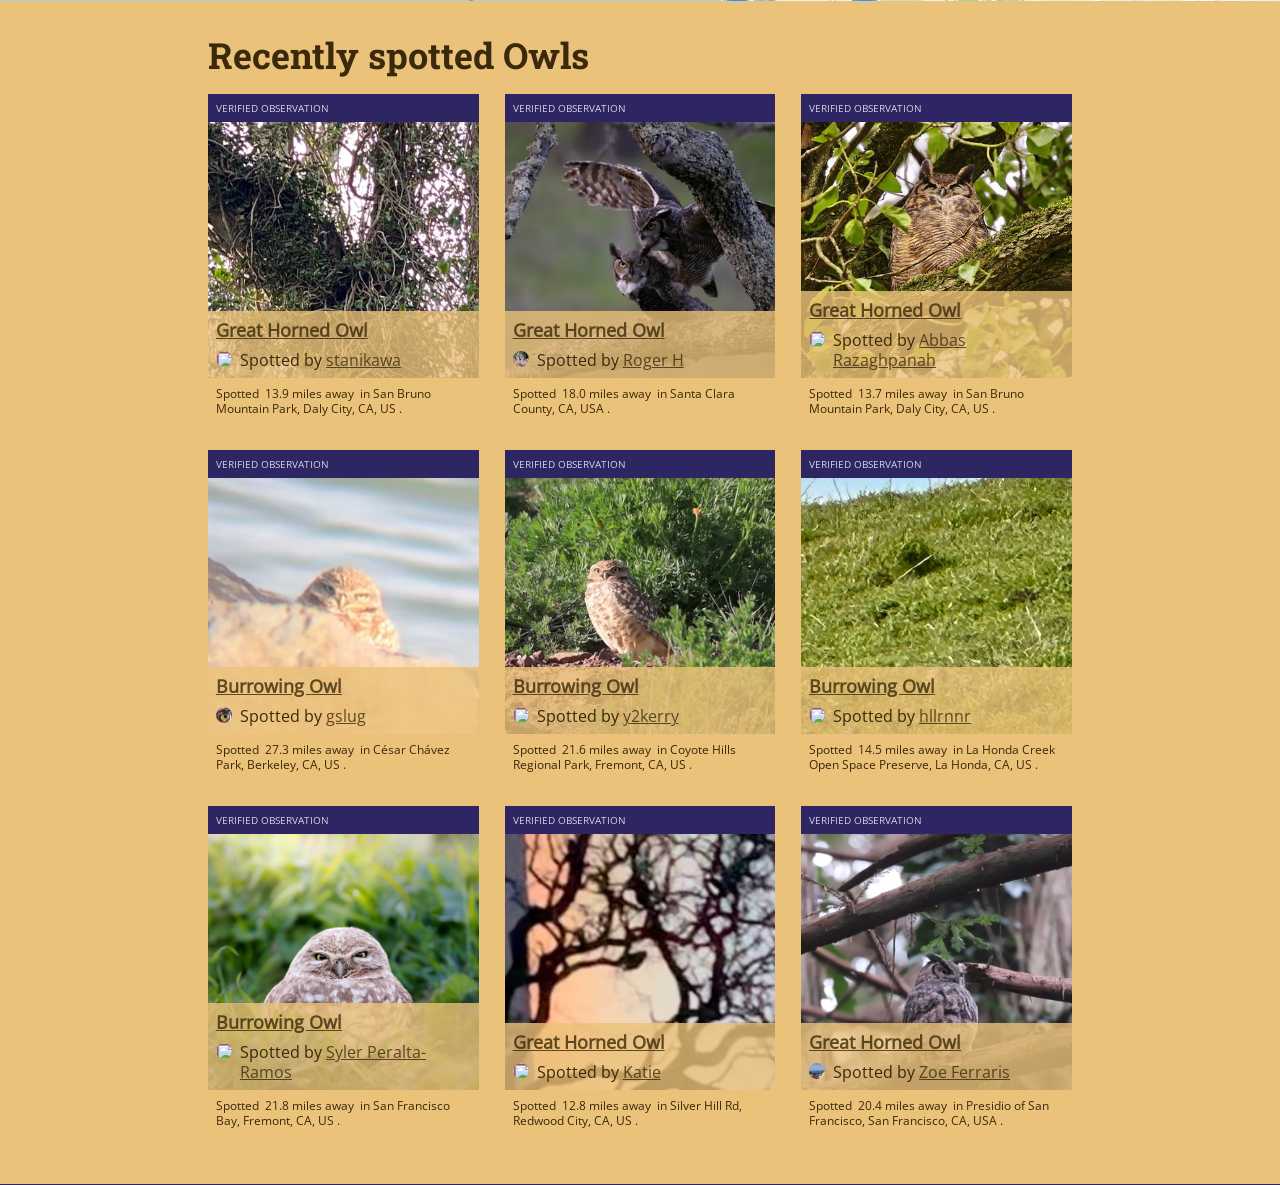 Recently spotted Owls
VERIFIED OBSERVATION
Great Horned Owl
Spotted by stanikawa
Spotted 13.9 miles away in San Bruno
Mountain Park, Daly City, CA, US .
VERIFIED OBSERVATION
Great Horned Owl
Spotted by Roger H
Spotted 18.0 miles away in Santa Clara
County, CA, USA .
VERIFIED OBSERVATION
Great Horned Owl
Spotted by Abbas
Razaghpanah
Spotted 13.7 miles away in San Bruno
Mountain Park, Daly City, CA, US .
VERIFIED OBSERVATION
Burrowing Owl
Spotted by gslug
Spotted 27.3 miles away in César Chávez
Park, Berkeley, CA, US .
VERIFIED OBSERVATION
Burrowing Owl
Spotted by y2kerry
Spotted 21.6 miles away in Coyote Hills
Regional Park, Fremont, CA, US .
VERIFIED OBSERVATION
Burrowing Owl
Spotted by hllrnnr
Spotted 14.5 miles away in La Honda Creek
Open Space Preserve, La Honda, CA, US .
VERIFIED OBSERVATION
Burrowing Owl
Spotted by Syler Peralta-
Ramos
Spotted 21.8 miles away in San Francisco
Bay, Fremont, CA, US .
VERIFIED OBSERVATION
Great Horned Owl
Spotted by Katie
Spotted 12.8 miles away in Silver Hill Rd,
Redwood City, CA, US .
VERIFIED OBSERVATION
Great Horned Owl
Spotted by Zoe Ferraris
Spotted 20.4 miles away in Presidio of San
Francisco, San Francisco, CA, USA .